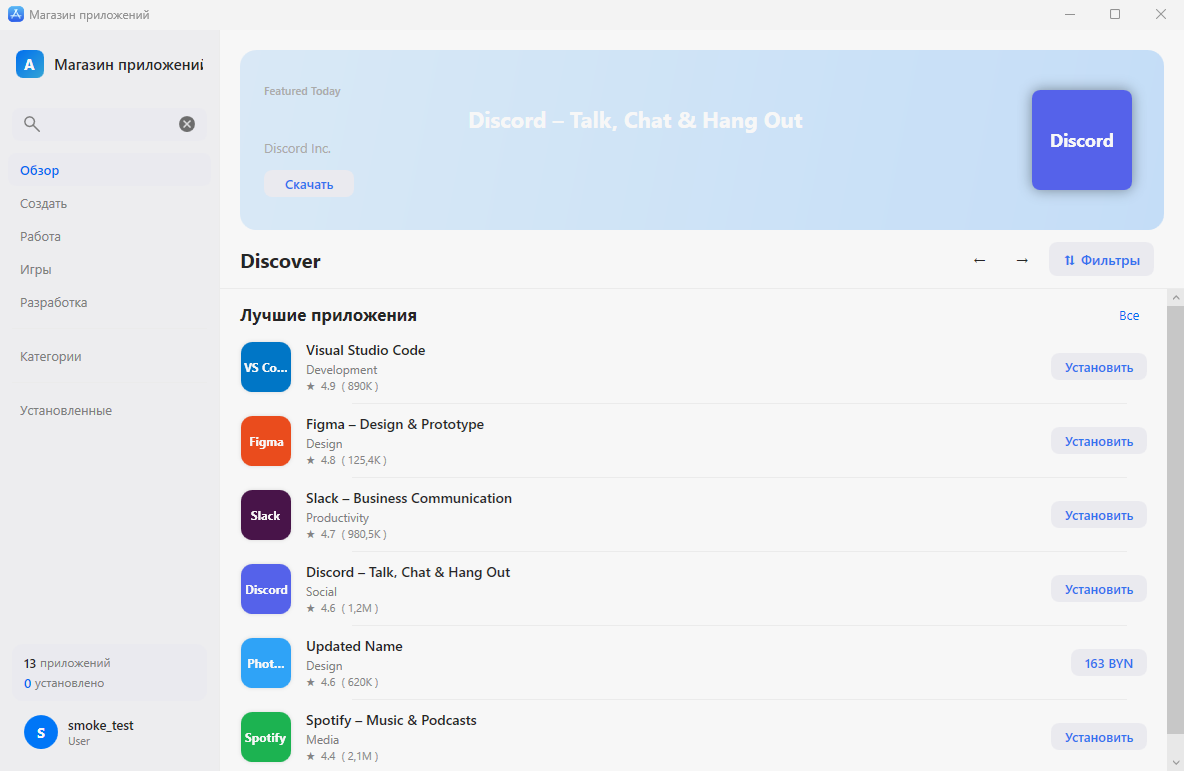 Магазин приложений
A Магазин приложений
Обзор
Создать
Работа
Игры
Разработка
Категории
Установленные
13 приложений
0 установлено
S
smoke_test
User
Featured Today
Discord – Talk, Chat & Hang Out
Discord Inc.
Скачать
Discord
Discover
← → ⇅ Фильтры
Лучшие приложения
Все
VS Co...
Visual Studio Code
Development
★ 4.9 ( 890K )
Установить
Figma
Figma – Design & Prototype
Design
★ 4.8 ( 125,4K )
Установить
Slack
Slack – Business Communication
Productivity
★ 4.7 ( 980,5K )
Установить
Discord
Discord – Talk, Chat & Hang Out
Social
★ 4.6 ( 1,2M )
Установить
Phot...
Updated Name
Design
★ 4.6 ( 620K )
163 BYN
Spotify
Spotify – Music & Podcasts
Media
★ 4.4 ( 2,1M )
Установить